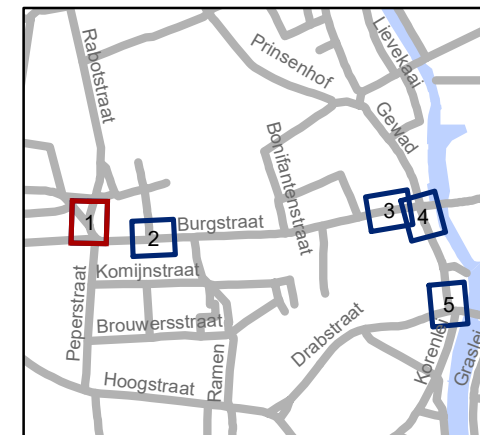 Rabotstraat
Prinsenhof
Lievekaai
Gewad
Bonifantenstraat
1
2
Burgstraat
3
4
Komijnstraat
Peperstraat
5
Brouwersstraat
Drabstraat
Korenlei
Graslei
Ramen
Hoogstraat